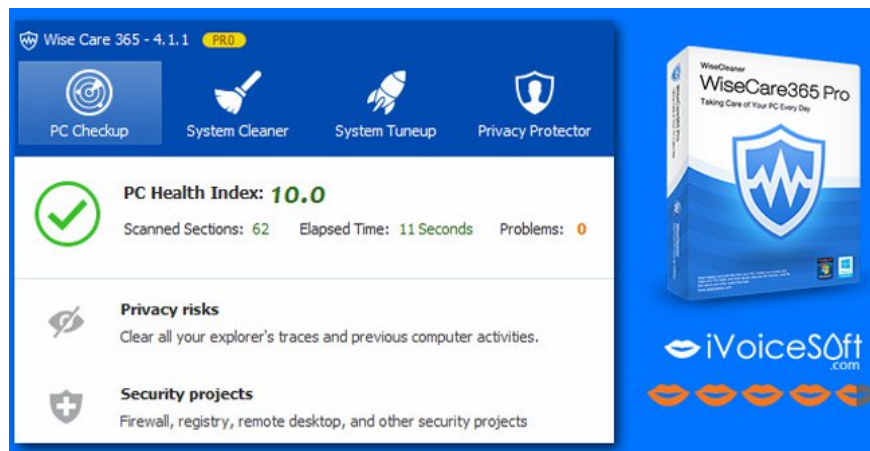 Wise Care 365 - 4.1.1 PRO
PC Checkup
System Cleaner
System Tuneup
Privacy Protector
PC Health Index: 10.0
Scanned Sections: 62 Elapsed Time: 11 Seconds Problems: 0
Privacy risks
Clear all your explorer's traces and previous computer activities.
Security projects
Firewall, registry, remote desktop, and other security projects
WiseCleaner
WiseCare365 Pro
Taking Care of Your PC Every Day
WiseCare365 Pro
iVoiceSoft
.com